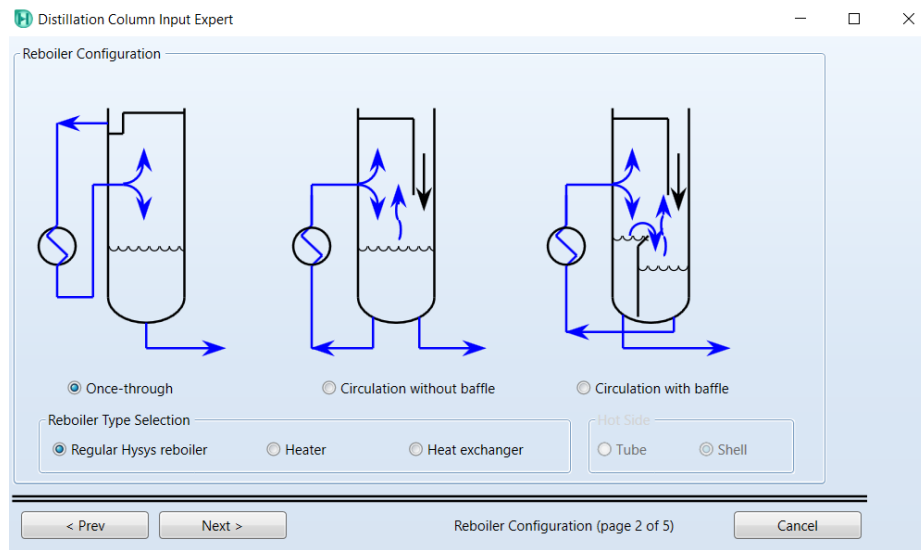 Distillation Column Input Expert
Reboiler Configuration
Once-through
Circulation without baffle
Circulation with baffle
Reboiler Type Selection
Hot Side
Regular Hysys reboiler
Heater
Heat exchanger
Tube
Shell
< Prev
Next >
Reboiler Configuration (page 2 of 5)
Cancel